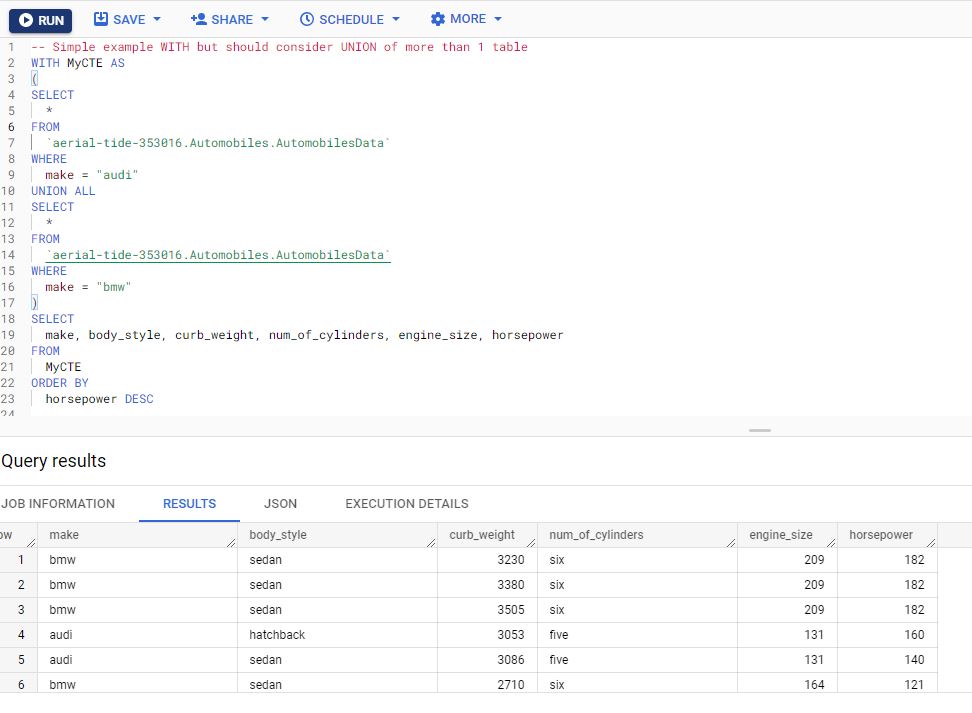 RUN SAVE SHARE SCHEDULE MORE
1 -- Simple example WITH but should consider UNION of more than 1 table
2 WITH MyCTE AS
3 (
4 SELECT
5 *
6 FROM
7 `aerial-tide-353016.Automobiles.AutomobilesData`
8 WHERE
9 make = "audi"
10 UNION ALL
11 SELECT
12 *
13 FROM
14 `aerial-tide-353016.Automobiles.AutomobilesData`
15 WHERE
16 make = "bmw"
17 )
18 SELECT
19 make, body_style, curb_weight, num_of_cylinders, engine_size, horsepower
20 FROM
21 MyCTE
22 ORDER BY
23 horsepower DESC
24
Query results
JOB INFORMATION RESULTS JSON EXECUTION DETAILS
ow make body_style curb_weight num_of_cylinders engine_size horsepower
1 bmw sedan 3230 six 209 182
2 bmw sedan 3380 six 209 182
3 bmw sedan 3505 six 209 182
4 audi hatchback 3053 five 131 160
5 audi sedan 3086 five 131 140
6 bmw sedan 2710 six 164 121